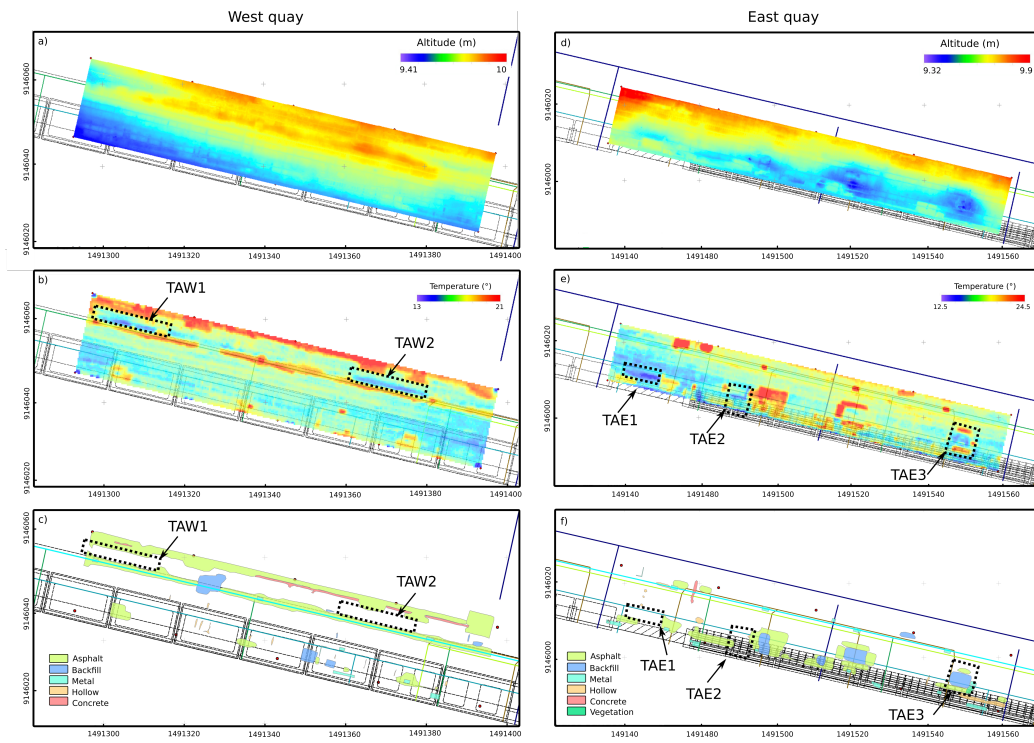 West quay
East quay
a)
Altitude (m)
9.41
10
9146060
9146040
9146020
1491300
1491320
1491340
1491360
1491380
1491400
d)
Altitude (m)
9.32
9.9
9146020
9146000
1491140
1491480
1491500
1491520
1491540
1491560
b)
TAW1
TAW2
Temperature (°)
13
21
9146060
9146040
9146020
1491300
1491320
1491340
1491360
1491380
1491400
e)
Temperature (°)
12.5
24.5
TAE1
TAE2
TAE3
9146020
9146000
1491140
1491480
1491500
1491520
1491540
1491560
c)
TAW1
TAW2
9146060
9146040
9146020
Asphalt
Backfill
Metal
Hollow
Concrete
1491300
1491320
1491340
1491360
1491380
1491400
f)
TAE1
TAE2
TAE3
9146020
9146000
Asphalt
Backfill
Metal
Hollow
Concrete
Vegetation
1491140
1491480
1491500
1491520
1491540
1491560